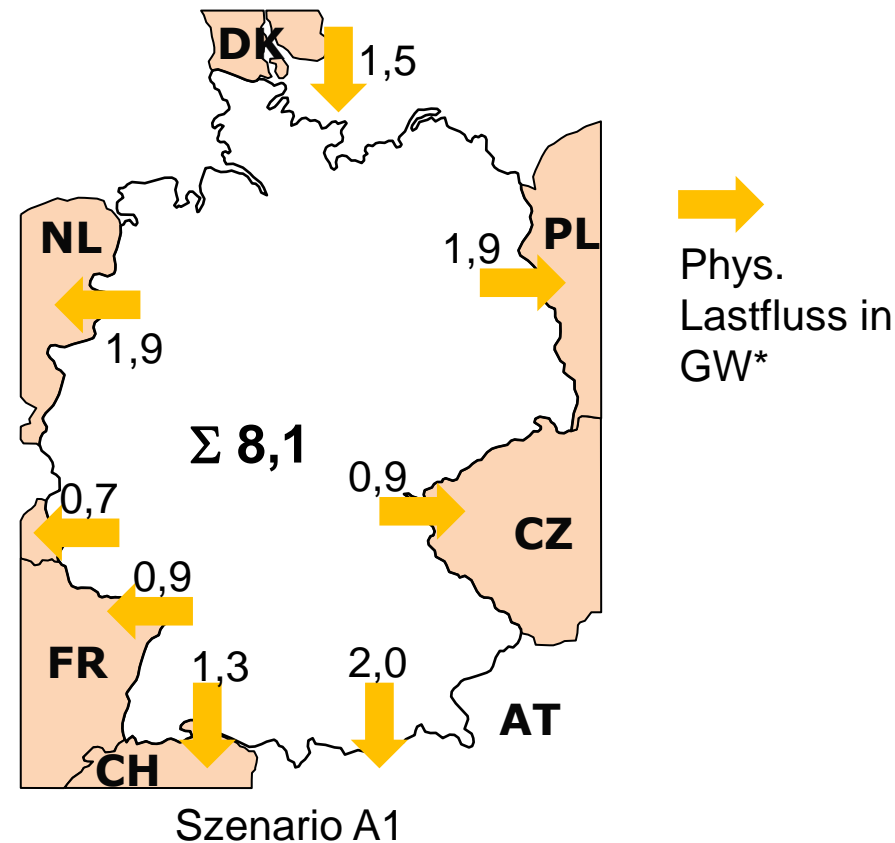 DK
1,5
NL
1,9
PL
Phys.
Lastfluss in
GW*
1,9
Σ 8,1
0,7
0,9
CZ
0,9
FR
1,3
2,0
AT
CH
Szenario A1